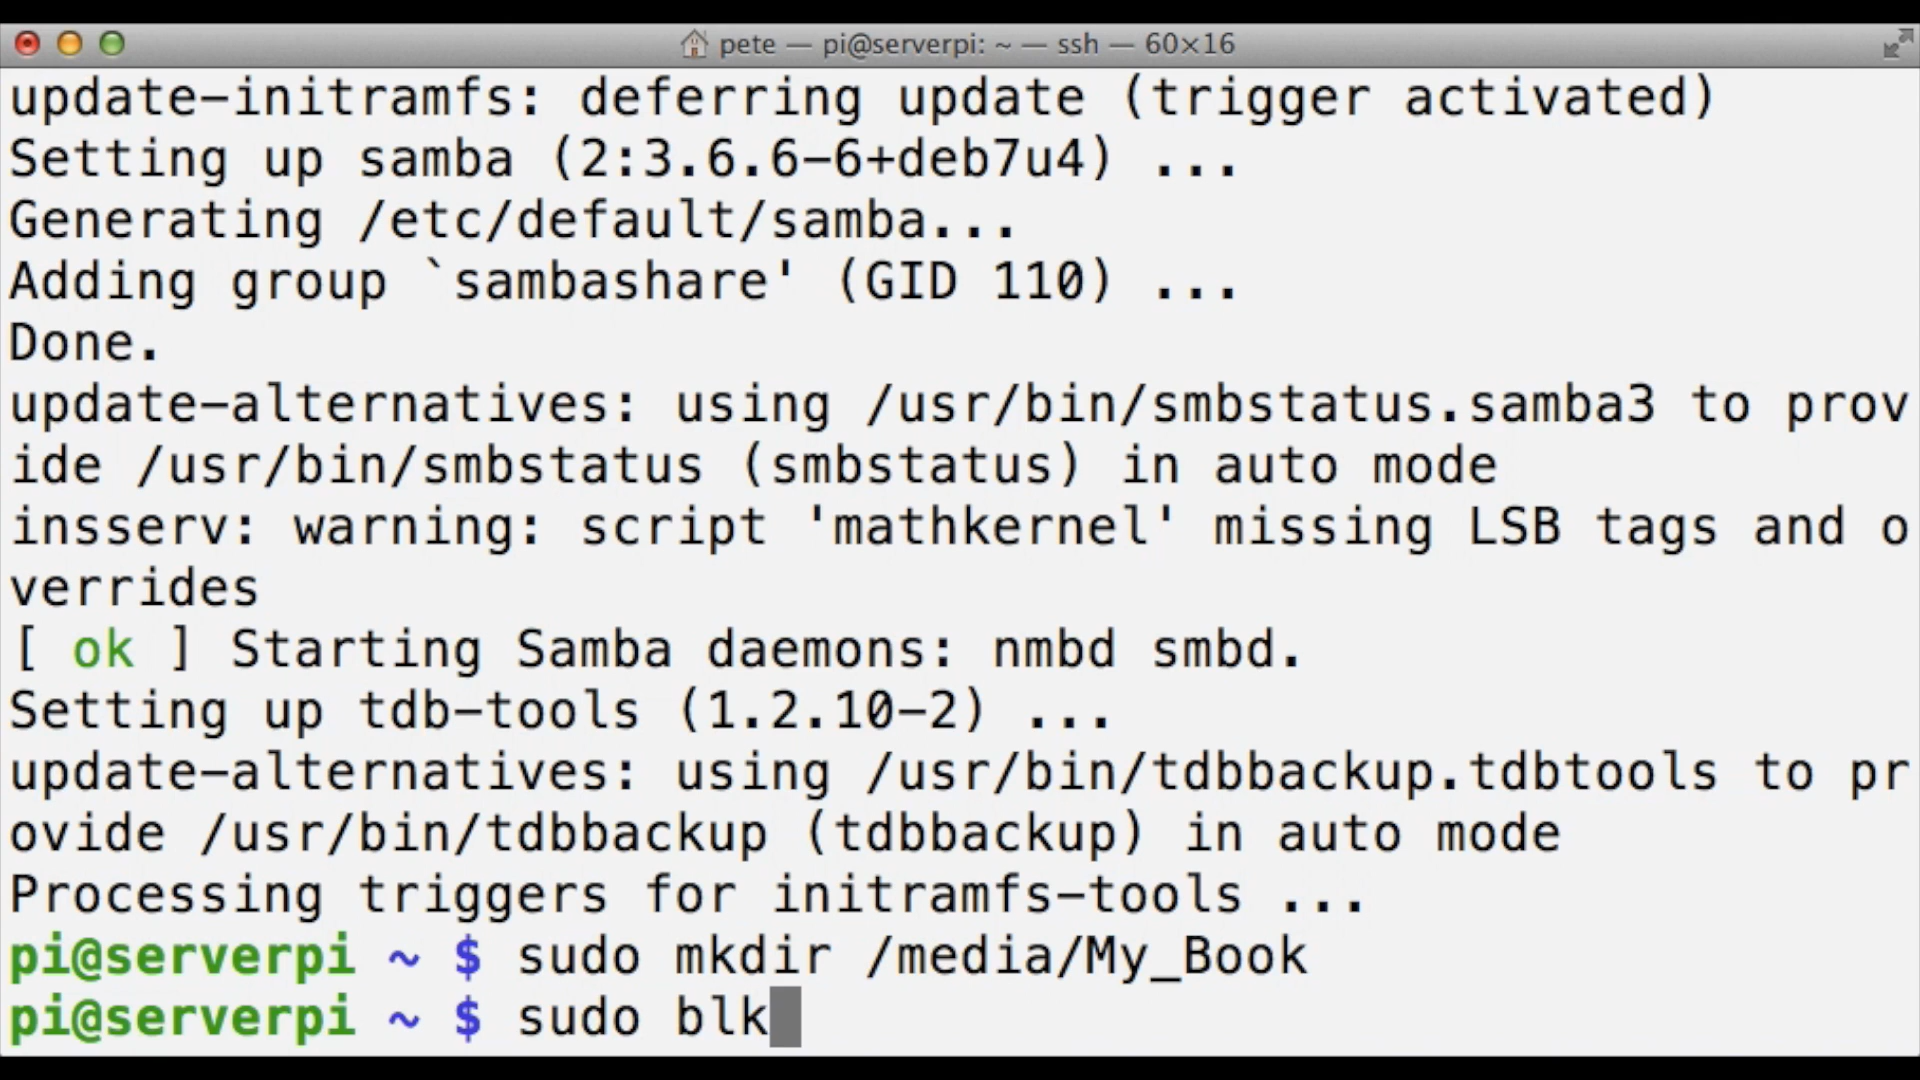 pete — pi@serverpi: ~ — ssh — 60×16
update-initramfs: deferring update (trigger activated)
Setting up samba (2:3.6.6-6+deb7u4) ...
Generating /etc/default/samba...
Adding group `sambashare' (GID 110) ...
Done.
update-alternatives: using /usr/bin/smbstatus.samba3 to prov
ide /usr/bin/smbstatus (smbstatus) in auto mode
insserv: warning: script 'mathkernel' missing LSB tags and o
verrides
[ ok ] Starting Samba daemons: nmbd smbd.
Setting up tdb-tools (1.2.10-2) ...
update-alternatives: using /usr/bin/tdbbackup.tdbtools to pr
ovide /usr/bin/tdbbackup (tdbbackup) in auto mode
Processing triggers for initramfs-tools ...
pi@serverpi ~ $ sudo mkdir /media/My_Book
pi@serverpi ~ $ sudo blk